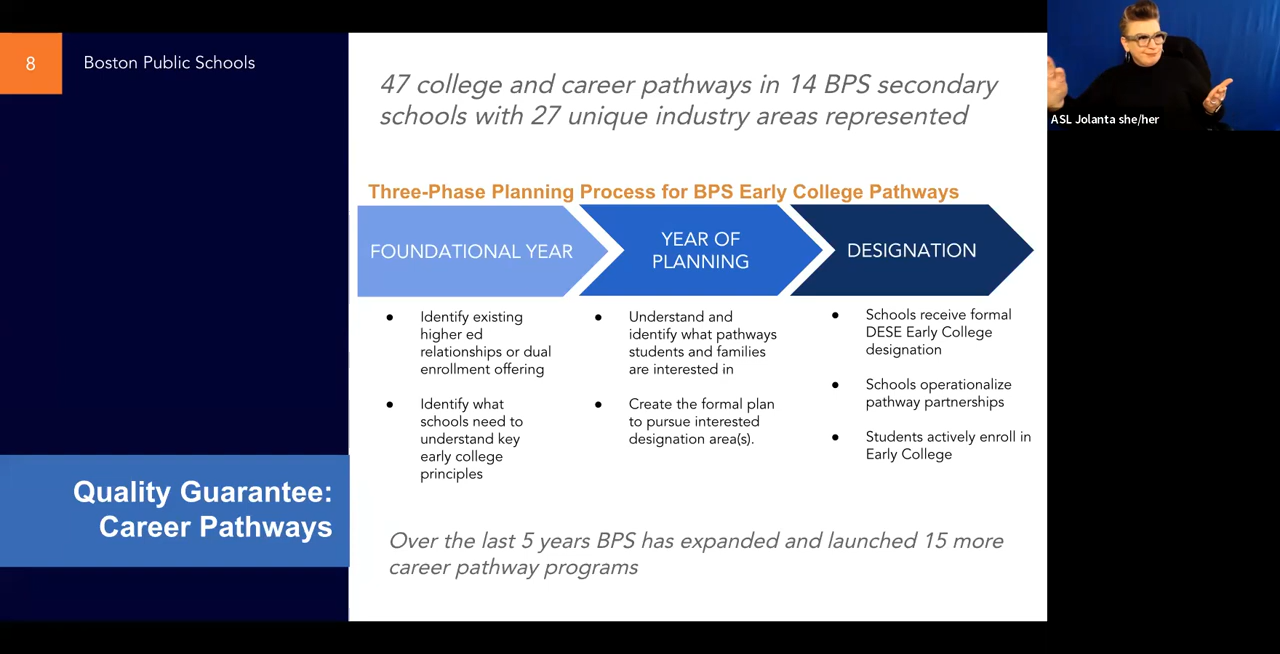 8
Boston Public Schools
47 college and career pathways in 14 BPS secondary
schools with 27 unique industry areas represented
ASL Jolanta she/her
Three-Phase Planning Process for BPS Early College Pathways
FOUNDATIONAL YEAR
YEAR OF
PLANNING
DESIGNATION
● Identify existing
higher ed
relationships or dual
enrollment offering
● Identify what
schools need to
understand key
early college
principles
● Understand and
identify what pathways
students and families
are interested in
● Create the formal plan
to pursue interested
designation area(s).
● Schools receive formal
DESE Early College
designation
● Schools operationalize
pathway partnerships
● Students actively enroll in
Early College
Quality Guarantee:
Career Pathways
Over the last 5 years BPS has expanded and launched 15 more
career pathway programs